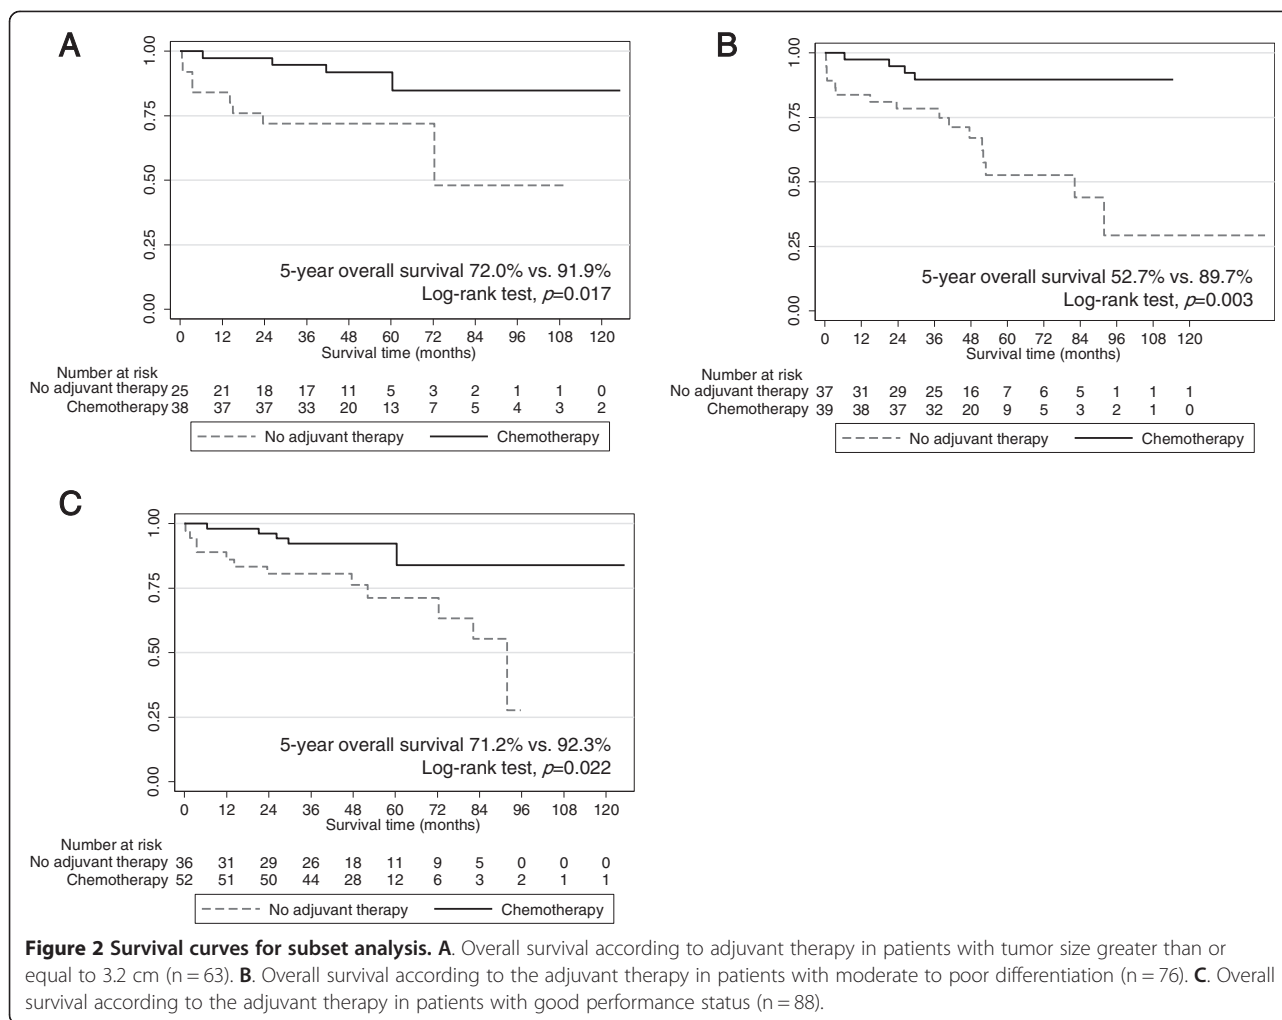 A
1.00
0.75
0.50
0.25
0.00
5-year overall survival 72.0% vs. 91.9%
Log-rank test, p=0.017
0 12 24 36 48 60 72 84 96 108 120
Survival time (months)
Number at risk
No adjuvant therapy 25 21 18 17 11 5 3 2 1 1 0
Chemotherapy 38 37 37 33 20 13 7 5 4 3 2
No adjuvant therapy Chemotherapy
B
1.00
0.75
0.50
0.25
0.00
5-year overall survival 52.7% vs. 89.7%
Log-rank test, p=0.003
0 12 24 36 48 60 72 84 96 108 120
Survival time (months)
Number at risk
No adjuvant therapy 37 31 29 25 16 7 6 5 1 1 1
Chemotherapy 39 38 37 32 20 9 5 3 2 1 0
No adjuvant therapy Chemotherapy
C
1.00
0.75
0.50
0.25
0.00
5-year overall survival 71.2% vs. 92.3%
Log-rank test, p=0.022
0 12 24 36 48 60 72 84 96 108 120
Survival time (months)
Number at risk
No adjuvant therapy 36 31 29 26 18 11 9 5 0 0 0
Chemotherapy 52 51 50 44 28 12 6 3 2 1 1
No adjuvant therapy Chemotherapy
Figure 2 Survival curves for subset analysis. A. Overall survival according to adjuvant therapy in patients with tumor size greater than or
equal to 3.2 cm (n = 63). B. Overall survival according to the adjuvant therapy in patients with moderate to poor differentiation (n = 76). C. Overall
survival according to the adjuvant therapy in patients with good performance status (n = 88).